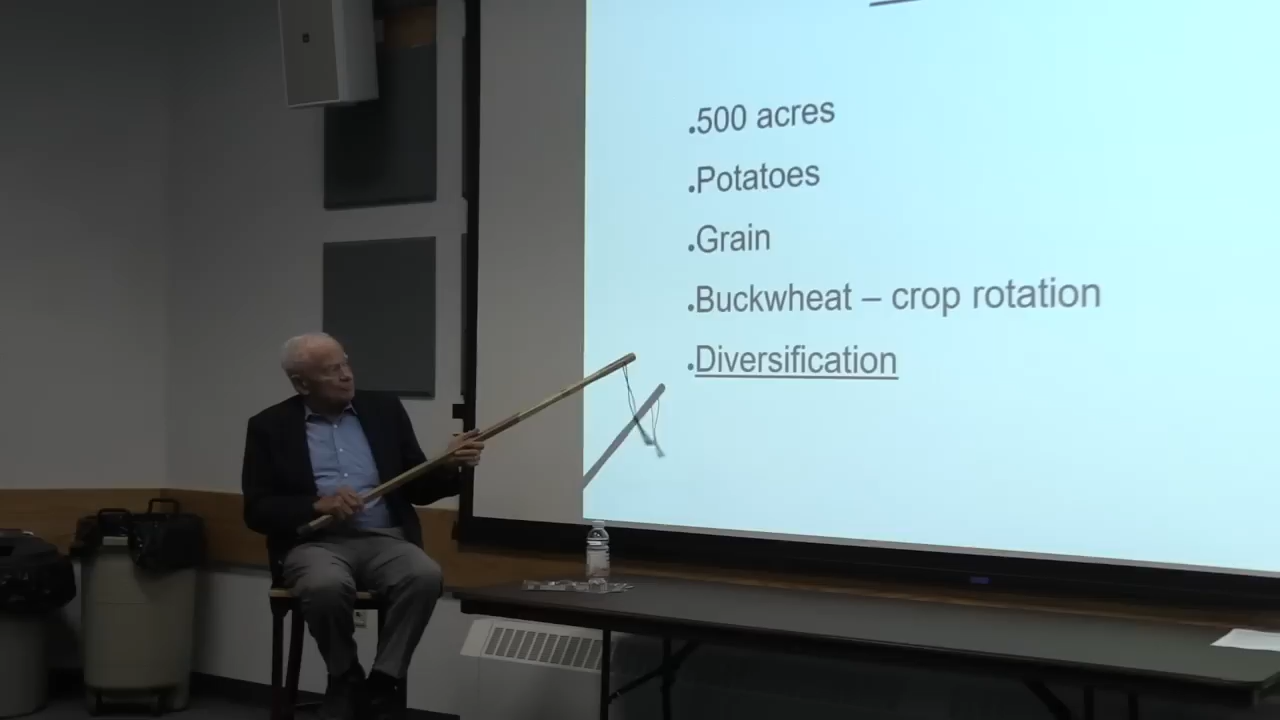 .500 acres
.Potatoes
.Grain
.Buckwheat – crop rotation
.Diversification